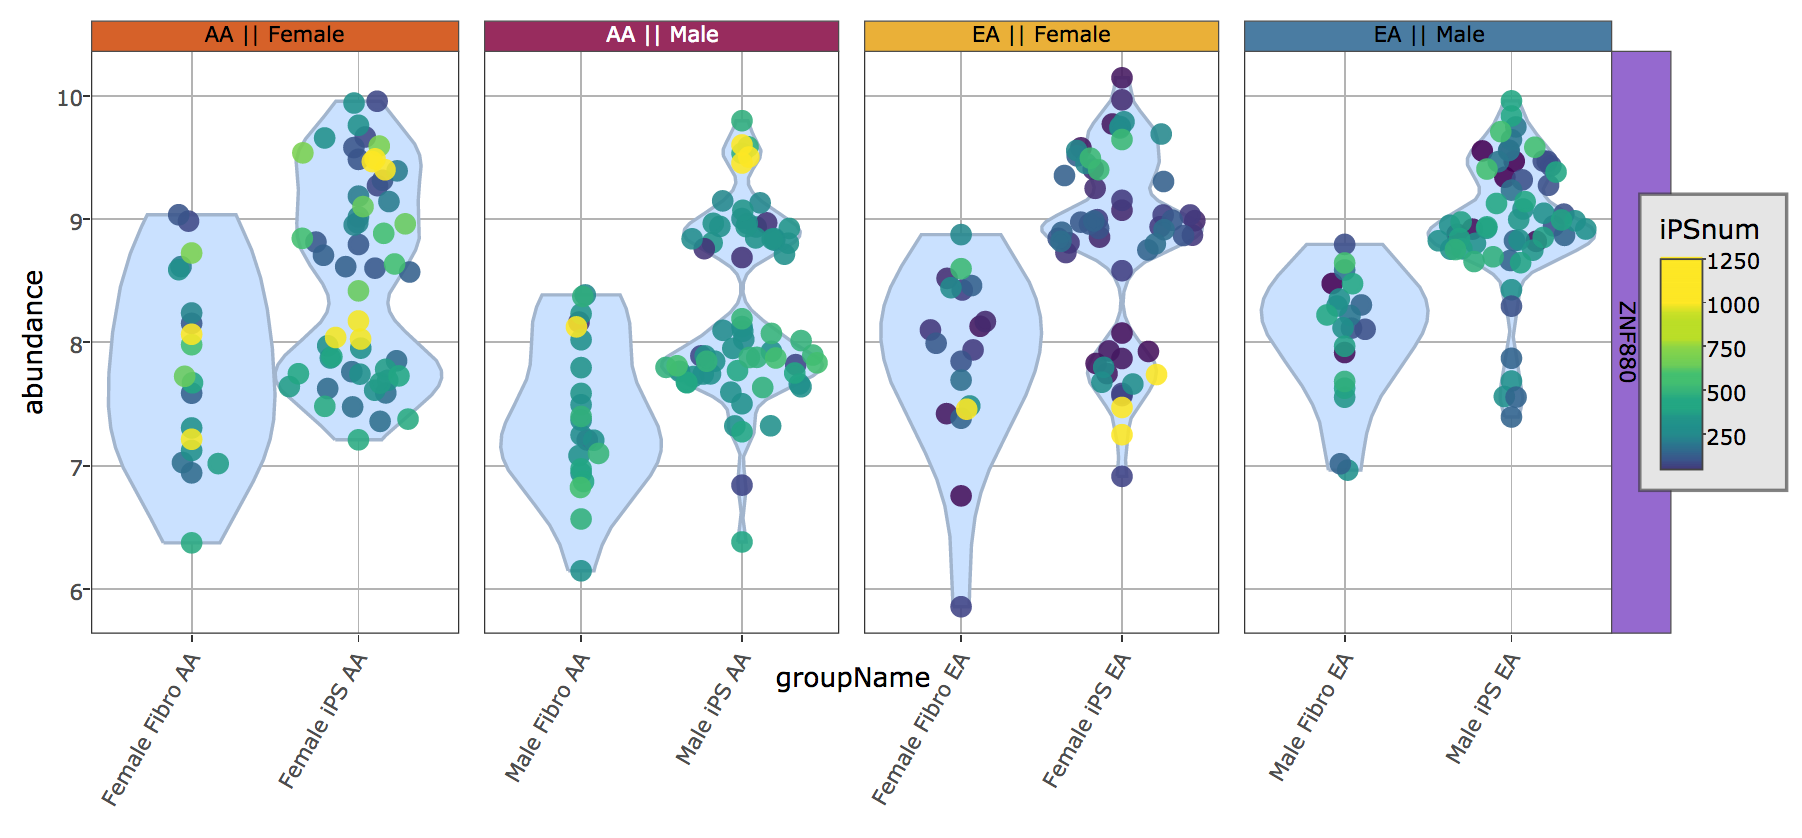 AA || Female
AA || Male
EA || Female
EA || Male
10
9
8
7
6
abundance
ZNF880
iPSnum
1250
1000
750
500
250
Female Fibro AA
Female iPS AA
Male Fibro AA
Male iPS AA
Female Fibro EA
Female iPS EA
Male Fibro EA
Male iPS EA
groupName